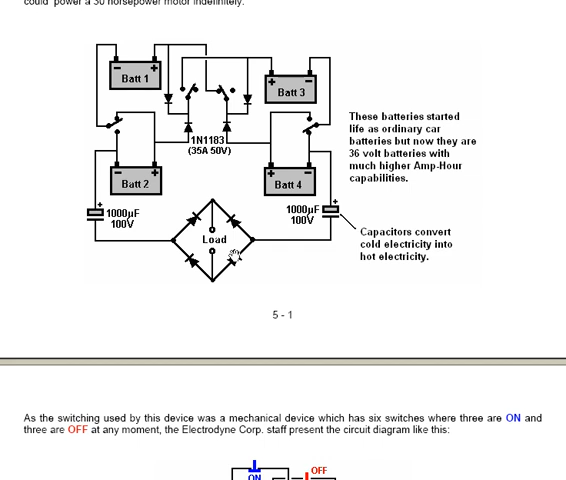 could power a 30 horsepower motor indefinitely.
Batt 1
Batt 3
1N1183
(35A 50V)
These batteries started
life as ordinary car
batteries but now they are
36 volt batteries with
much higher Amp-Hour
capabilities.
Batt 2
Batt 4
1000µF
100V
Load
1000µF
100V
Capacitors convert
cold electricity into
hot electricity.
5 - 1
As the switching used by this device was a mechanical device which has six switches where three are ON and
three are OFF at any moment, the Electrodyne Corp. staff present the circuit diagram like this:
OFF
ON